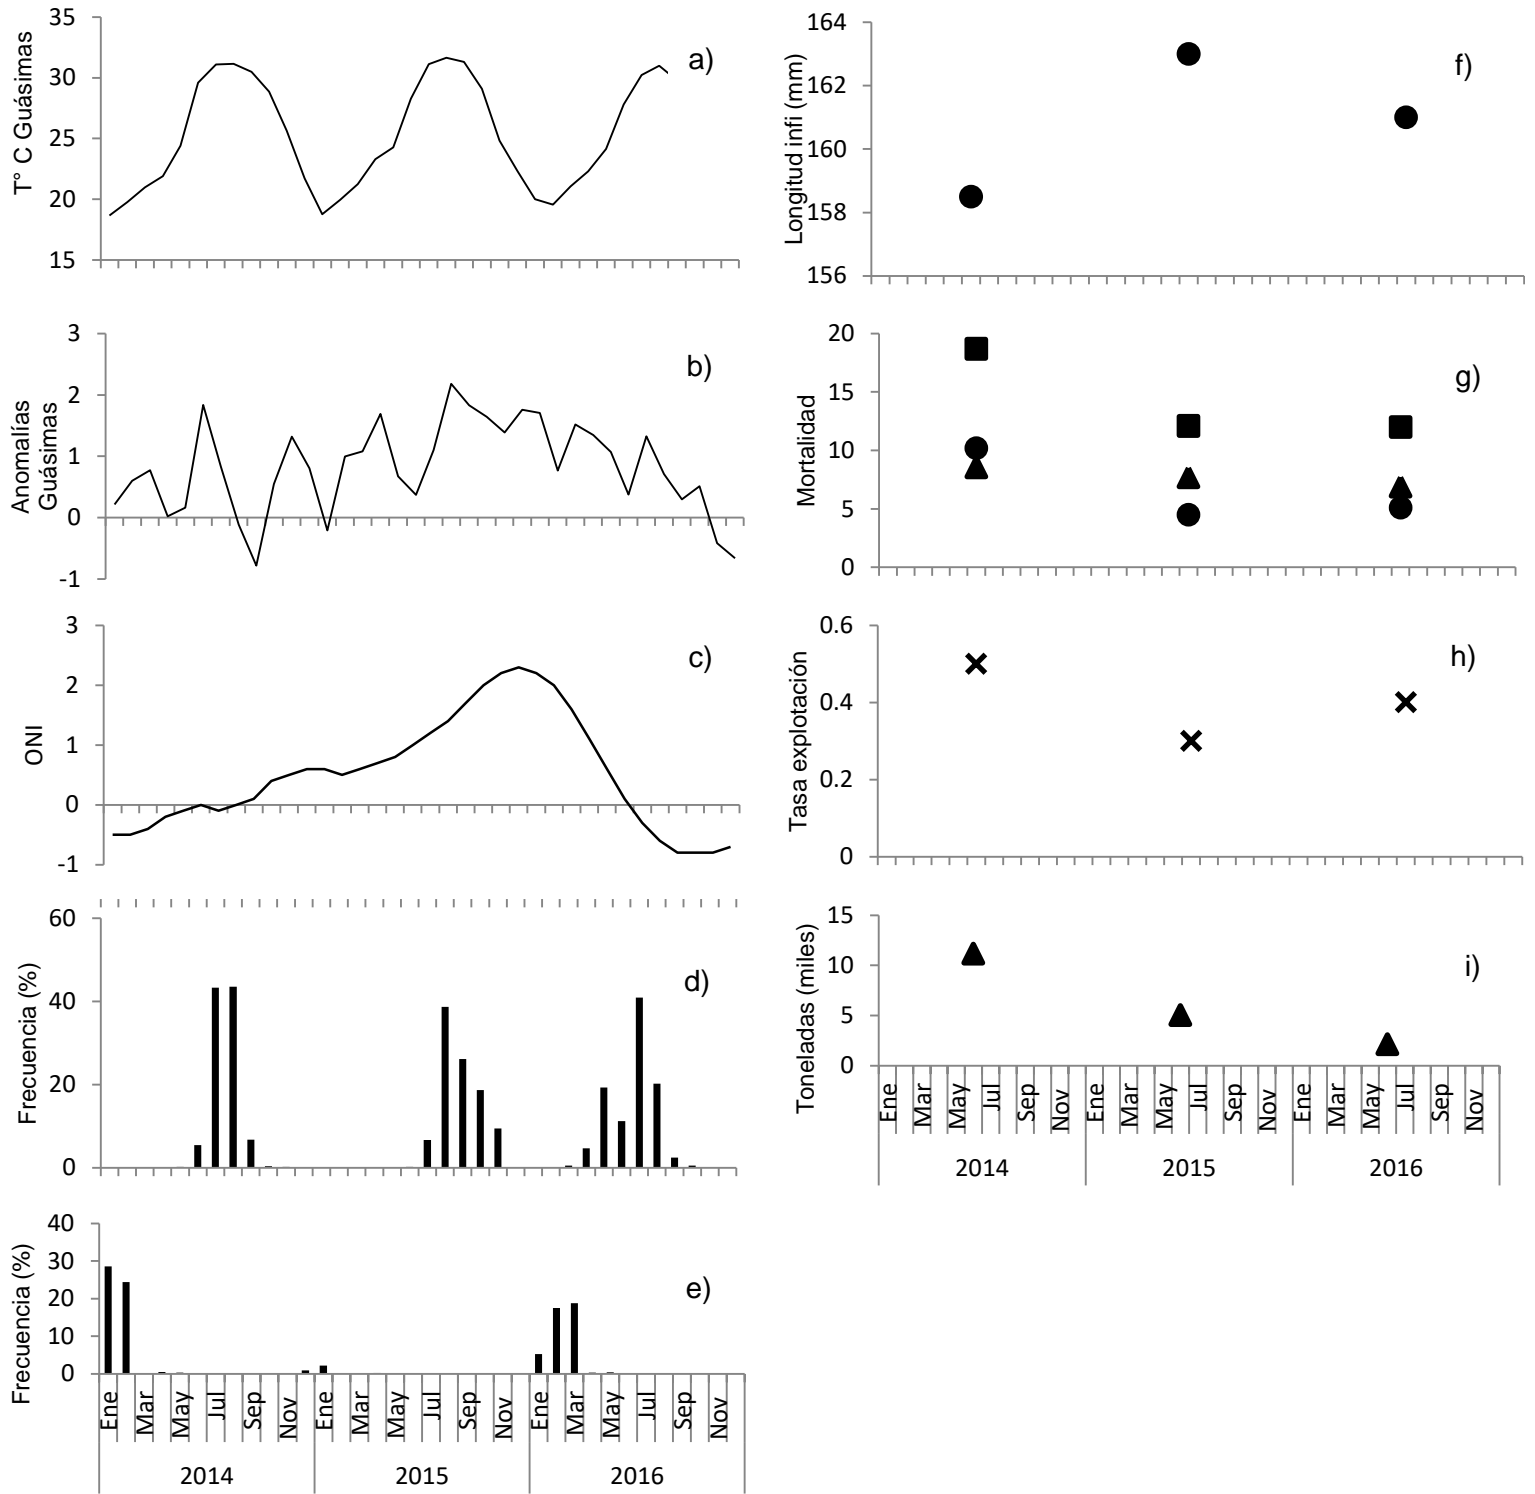 T° C Guásimas
35
30
25
20
15
a)
Anomalías
Guásimas
3
2
1
0
-1
b)
ONI
3
2
1
0
-1
c)
Frecuencia (%)
60
40
20
0
d)
Frecuencia (%)
40
30
20
10
0
e)
Ene Mar May Jul Sep Nov Ene Mar May Jul Sep Nov Ene Mar May Jul Sep Nov
2014 2015 2016
Longitud infi (mm)
164
162
160
158
156
f)
Mortalidad
20
15
10
5
0
g)
Tasa explotación
0.6
0.4
0.2
0
h)
Toneladas (miles)
15
10
5
0
i)
Ene Mar May Jul Sep Nov Ene Mar May Jul Sep Nov Ene Mar May Jul Sep Nov
2014 2015 2016